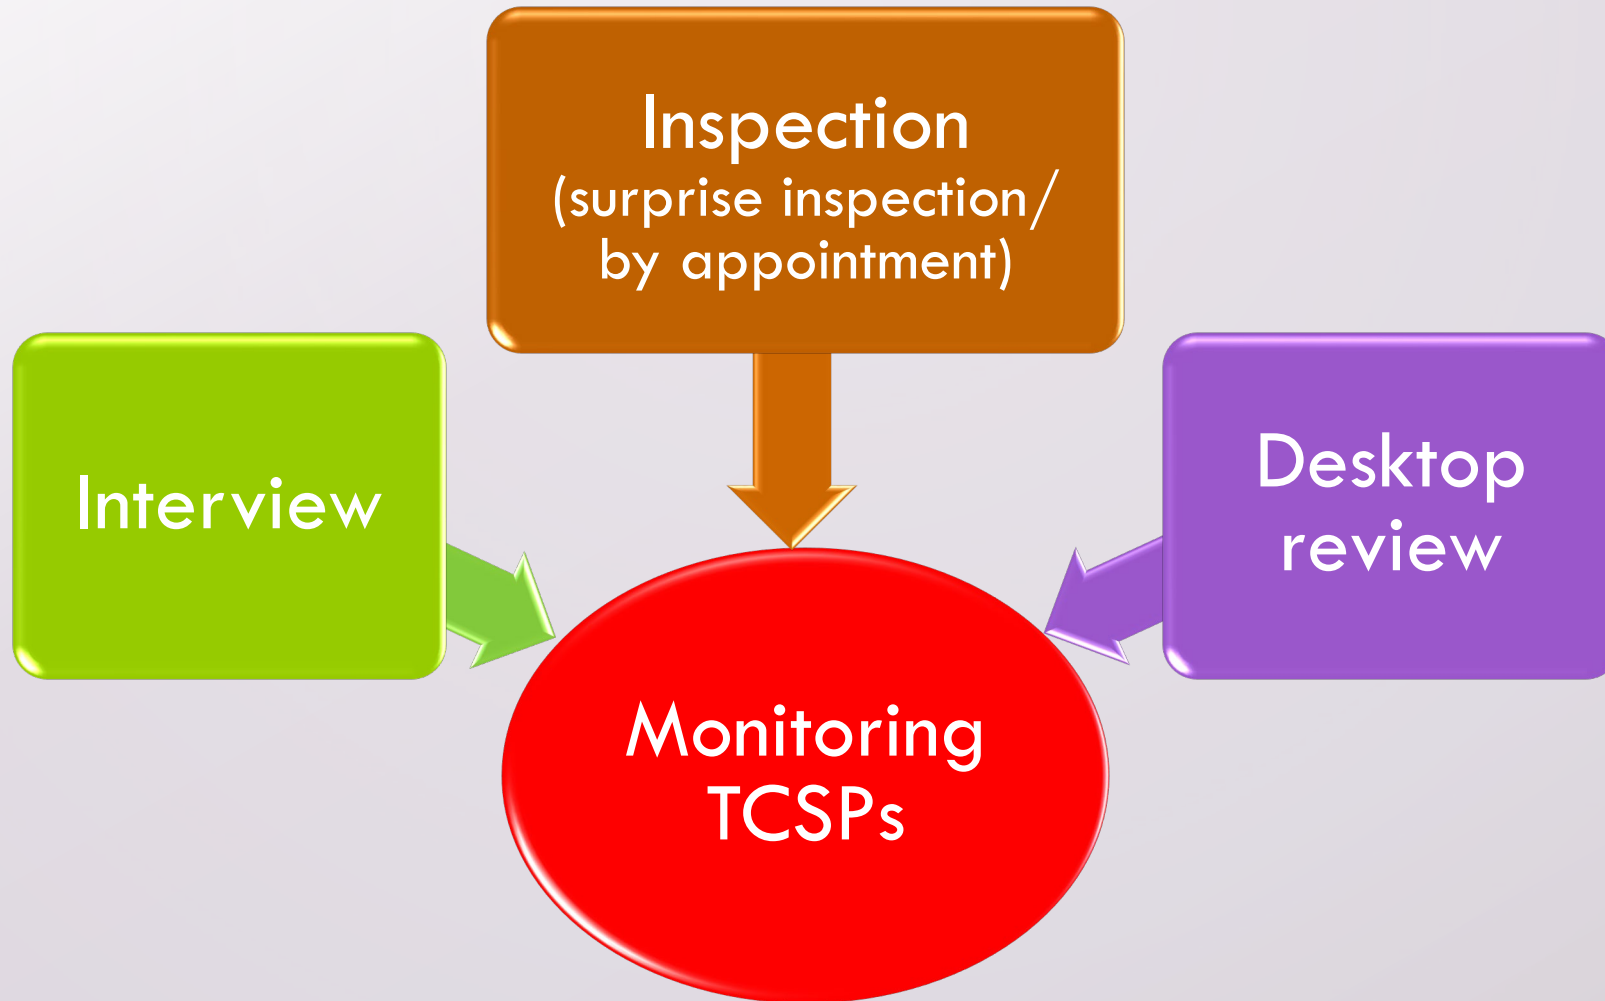 Inspection
(surprise inspection/
by appointment)
Interview
Desktop
review
Monitoring
TCSPs